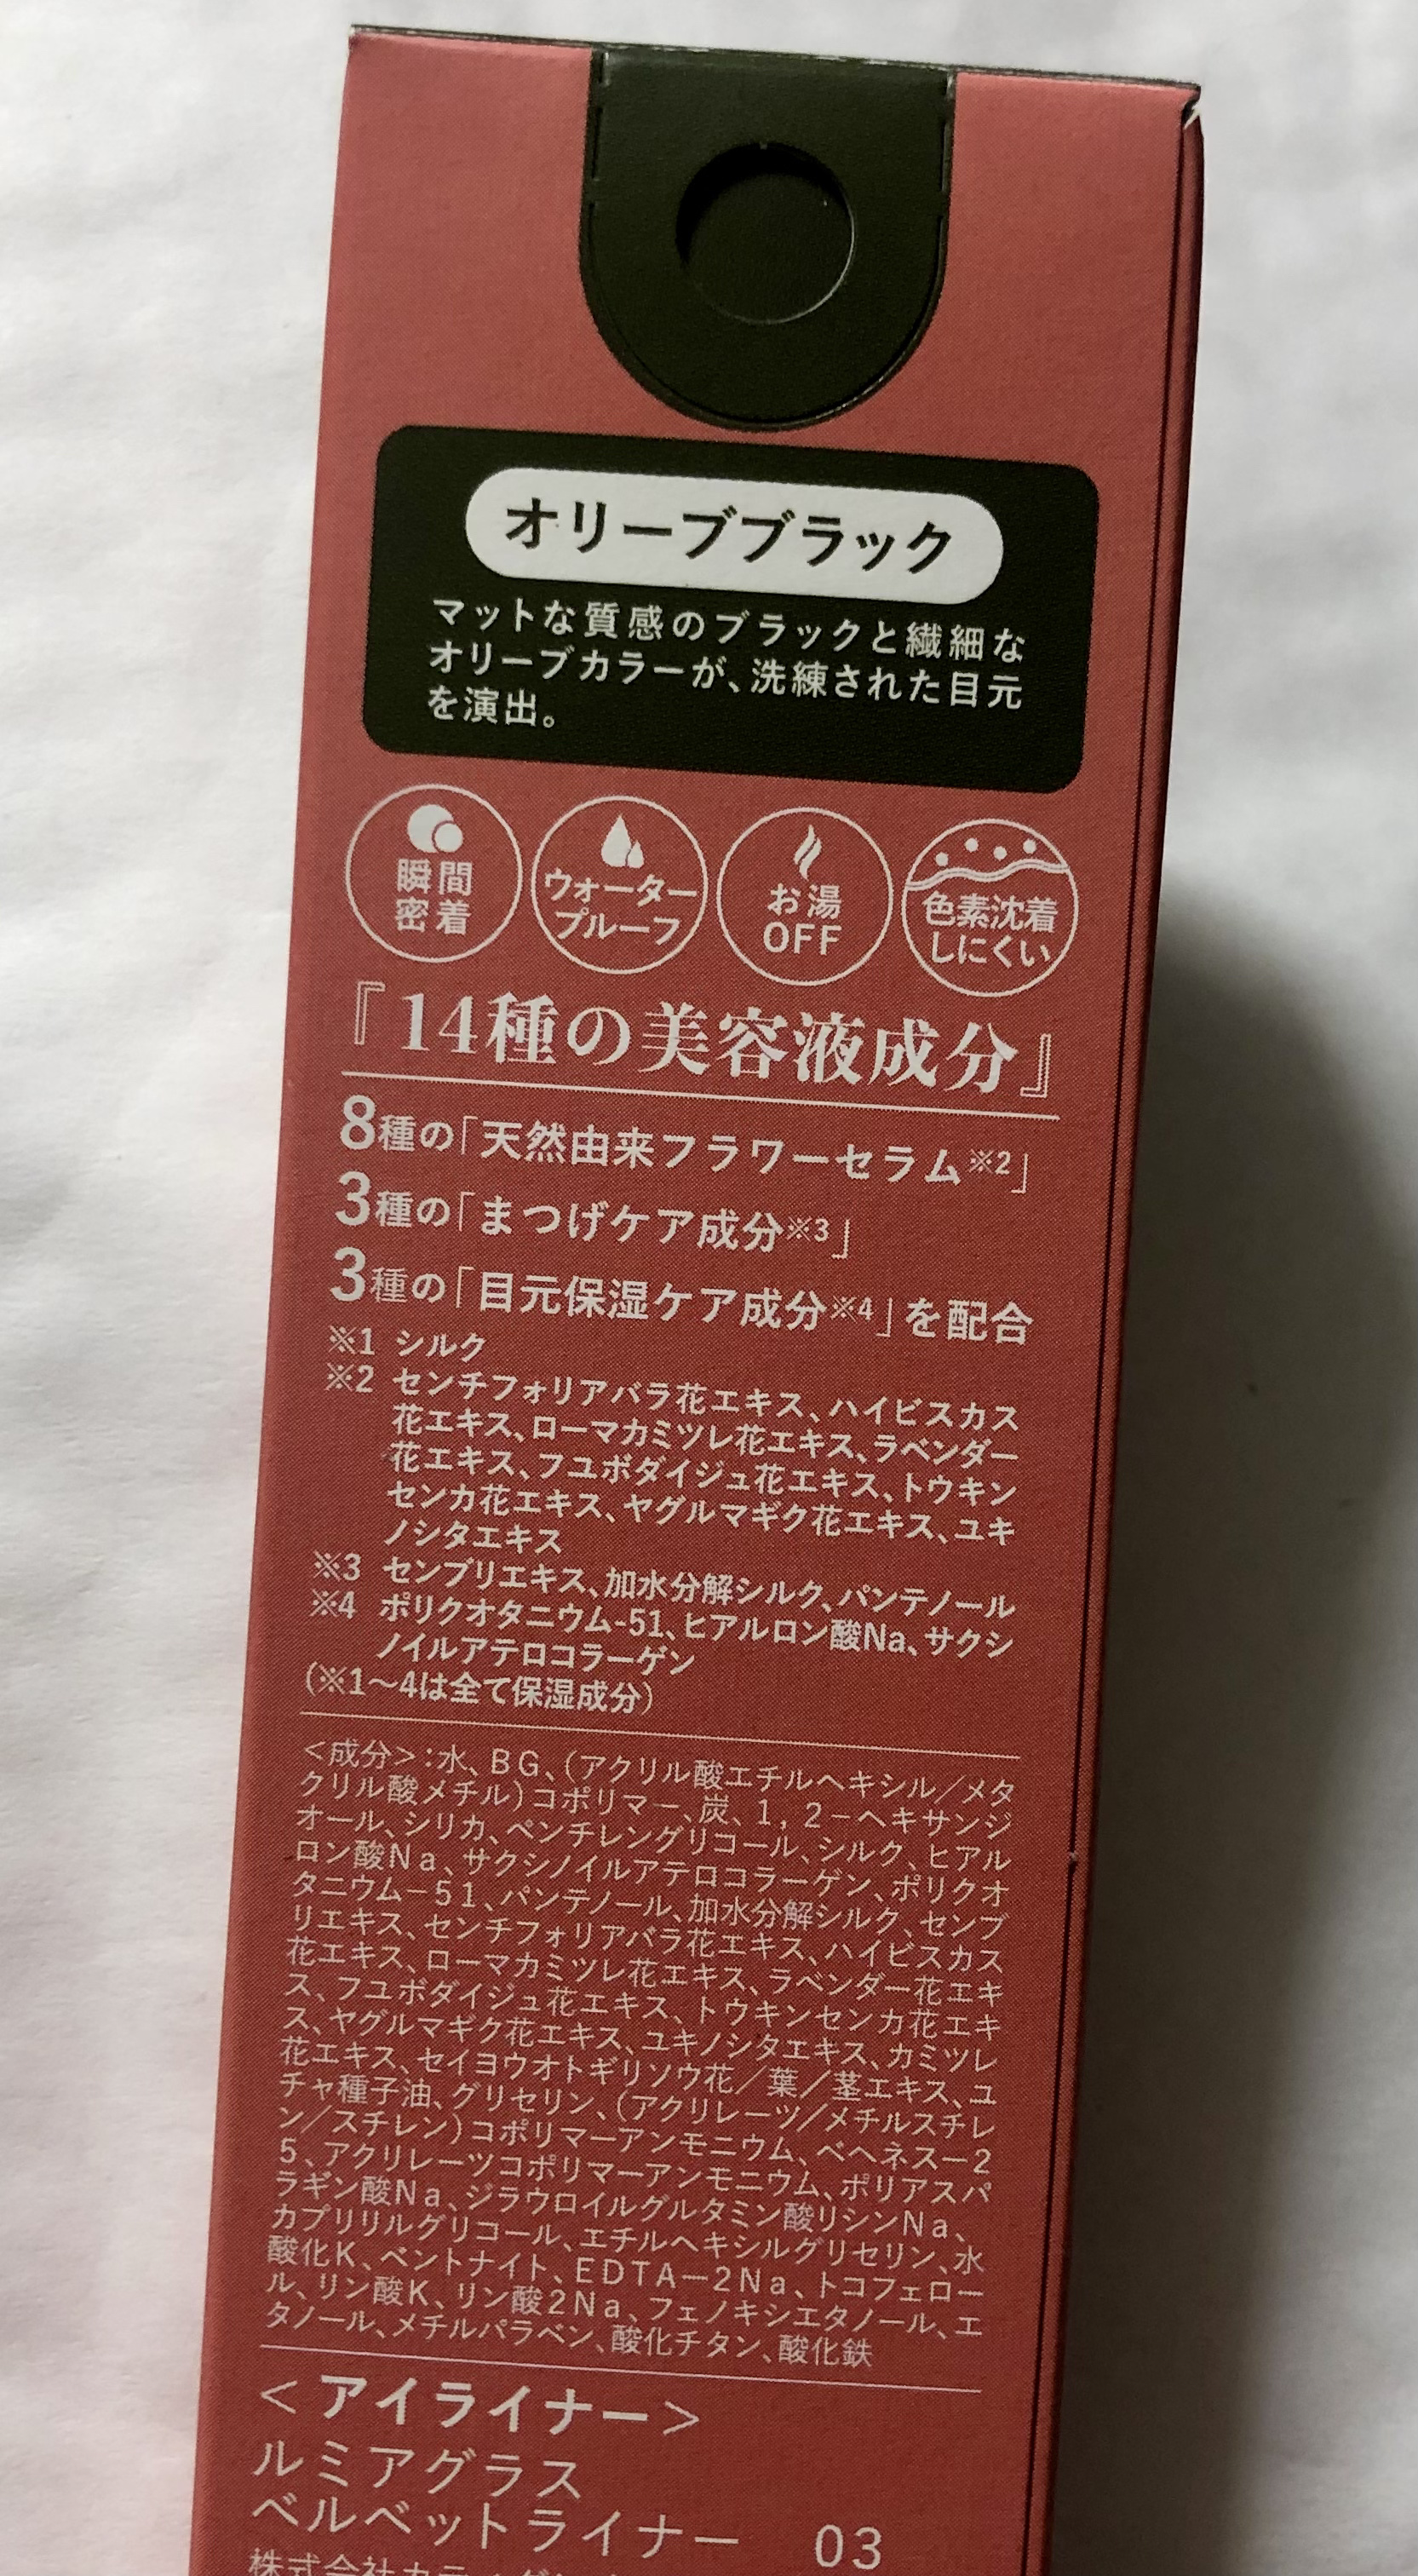 オリーブブラック
マットな質感のブラックと繊細な
オリーブカラーが、洗練された目元
を演出。
瞬間
密着
ウォーター
プルーフ
お湯
OFF
色素沈着
しにくい
『14種の美容液成分』
8種の「天然由来フラワーセラム※2」
3種の「まつげケア成分※3」
3種の「目元保湿ケア成分※4」を配合
※1 シルク
※2 センチフォリアバラ花エキス、ハイビスカス
花エキス、ローマカミツレ花エキス、ラベンダー
花エキス、フユボダイジュ花エキス、トウキン
センカ花エキス、ヤグルマギク花エキス、ユキ
ノシタエキス
※3 センブリエキス、加水分解シルク、パンテノール
※4 ポリクオタニウム-51、ヒアルロン酸Na、サクシ
ノイルアテロコラーゲン
(※1～4は全て保湿成分)
＜成分＞：水、BG、(アクリル酸エチルヘキシル／メタ
クリル酸メチル)コポリマー、炭、1，2－ヘキサンジ
オール、シリカ、ペンチレングリコール、シルク、ヒアル
ロン酸Na、サクシノイルアテロコラーゲン、ポリクオ
タニウム－51、パンテノール、加水分解シルク、センブ
リエキス、センチフォリアバラ花エキス、ハイビスカス
花エキス、ローマカミツレ花エキス、ラベンダー花エキ
ス、フユボダイジュ花エキス、トウキンセンカ花エキ
ス、ヤグルマギク花エキス、ユキノシタエキス、カミツレ
花エキス、セイヨウオトギリソウ花／葉／茎エキス、ユ
チャ種子油、グリセリン、(アクリレーツ／メチルスチレ
ン／スチレン)コポリマーアンモニウム、ベヘネス－2
5、アクリレーツコポリマーアンモニウム、ポリアスパ
ラギン酸Na、ジラウロイルグルタミン酸リシンNa、
カプリリルグリコール、エチルヘキシルグリセリン、水
酸化K、ベントナイト、EDTA－2Na、トコフェロー
ル、リン酸K、リン酸2Na、フェノキシエタノール、エ
タノール、メチルパラベン、酸化チタン、酸化鉄
＜アイライナー＞
ルミアグラス
ベルベットライナー 03
株式会社